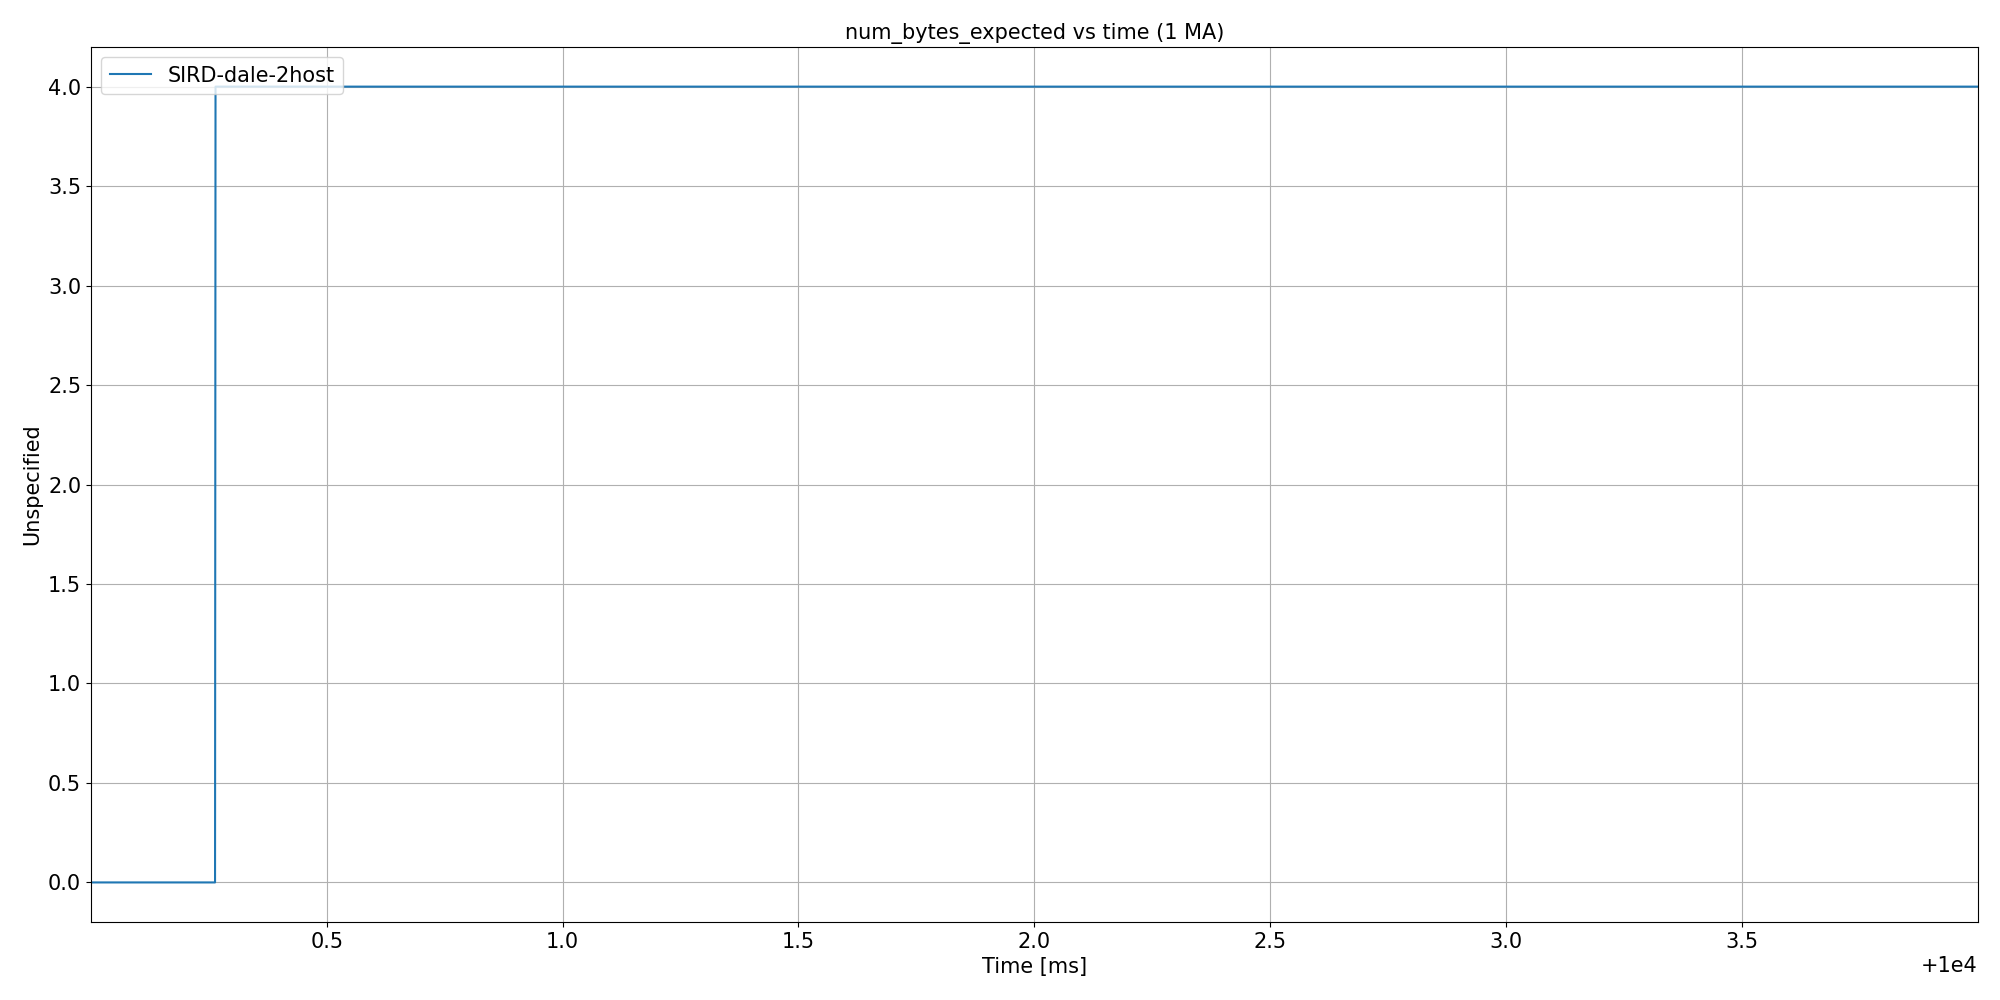 num_bytes_expected vs time (1 MA)
SIRD-dale-2host
Unspecified
4.0
3.5
3.0
2.5
2.0
1.5
1.0
0.5
0.0
0.5 1.0 1.5 2.0 2.5 3.0 3.5
Time [ms]
+1e4